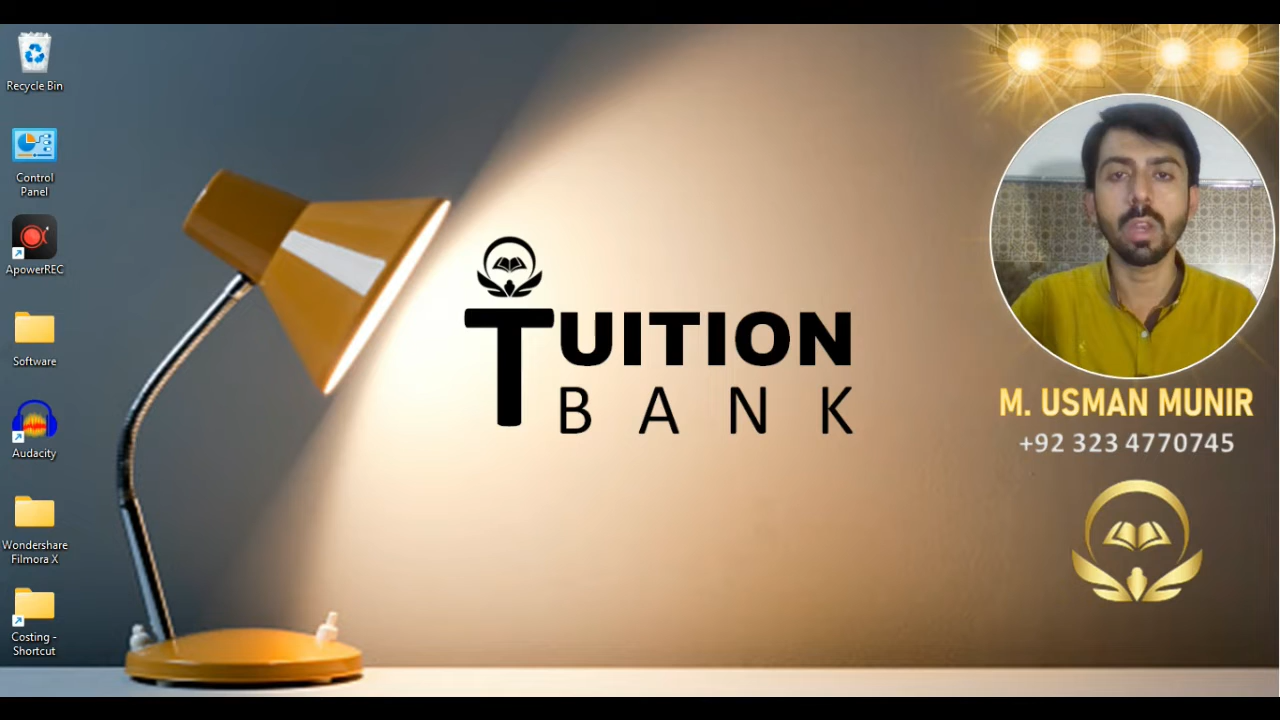 Recycle Bin
Control
Panel
ApowerREC
Software
Audacity
Wondershare
Filmora X
Costing -
Shortcut
TUITION
BANK
M. USMAN MUNIR
+92 323 4770745